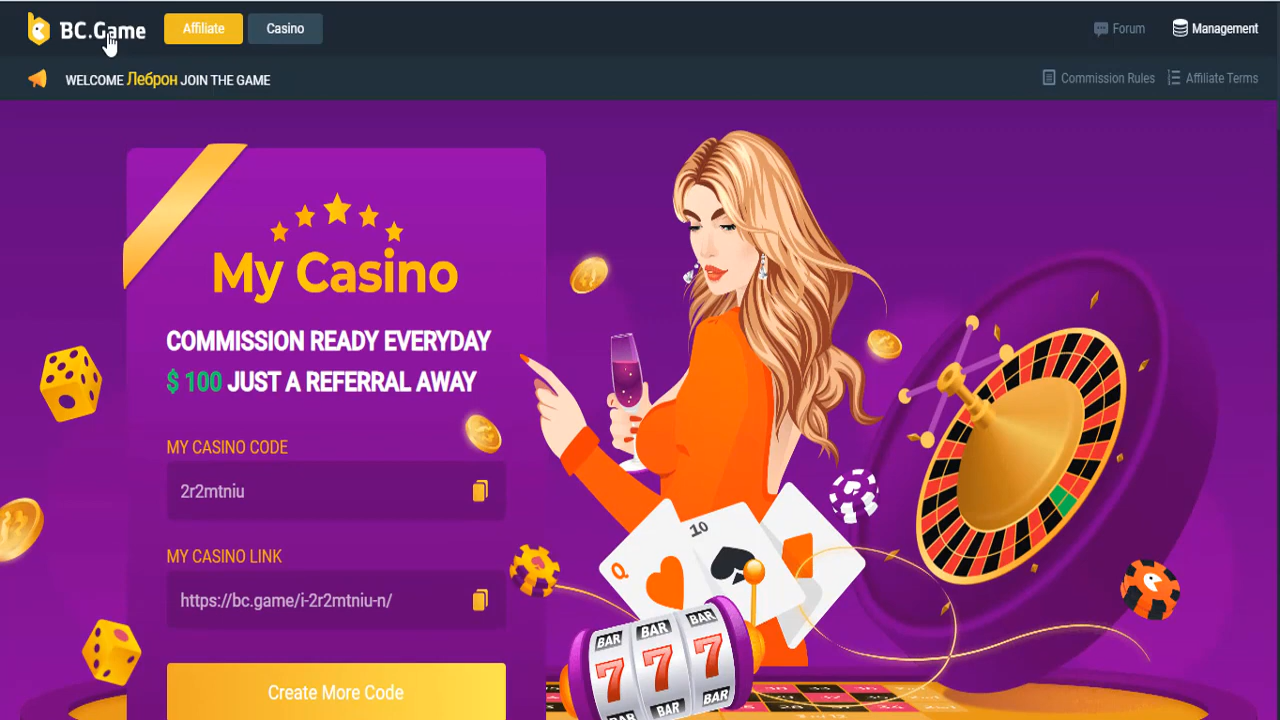 BC.Game Affiliate Casino Forum Management
WELCOME Леброн JOIN THE GAME Commission Rules Affiliate Terms
My Casino
COMMISSION READY EVERYDAY
$ 100 JUST A REFERRAL AWAY
MY CASINO CODE
2r2mtniu
MY CASINO LINK
https://bc.game/i-2r2mtniu-n/
Create More Code
10
Q
BAR BAR BAR
7 7 7
BAR BAR BAR